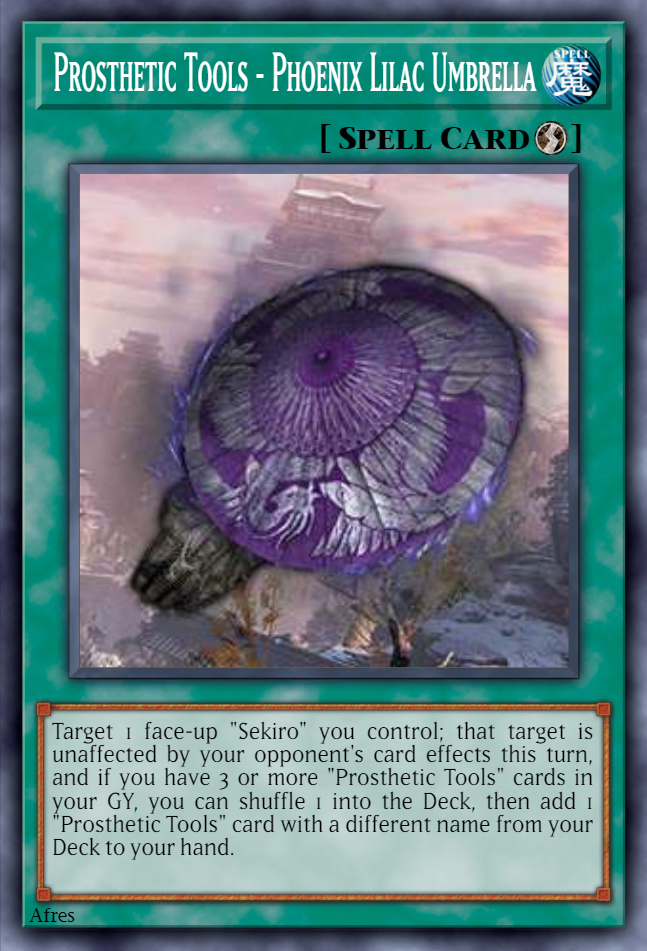 Prosthetic Tools - Phoenix Lilac Umbrella
SPELL
魔
[ Spell Card ]
Target 1 face-up "Sekiro" you control; that target is
unaffected by your opponent's card effects this turn,
and if you have 3 or more "Prosthetic Tools" cards in
your GY, you can shuffle 1 into the Deck, then add 1
"Prosthetic Tools" card with a different name from your
Deck to your hand.
Afres